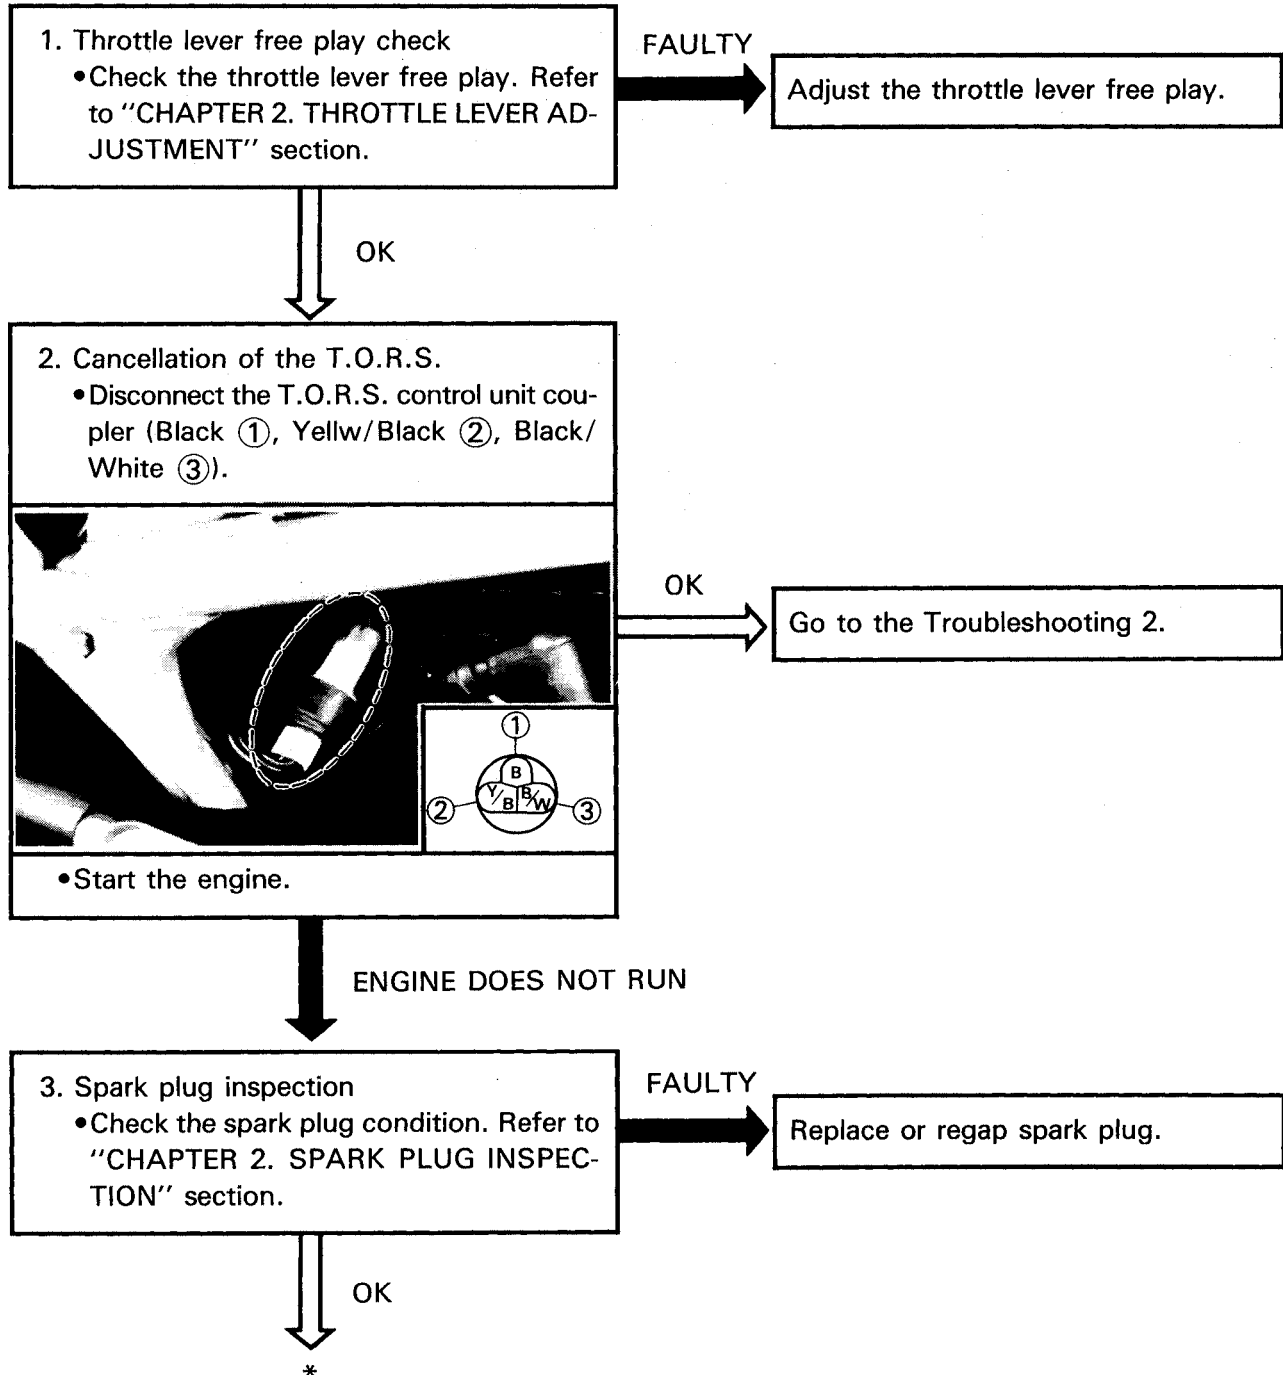 1. Throttle lever free play check
•Check the throttle lever free play. Refer
to "CHAPTER 2. THROTTLE LEVER AD-
JUSTMENT" section.
FAULTY
Adjust the throttle lever free play.
OK
2. Cancellation of the T.O.R.S.
•Disconnect the T.O.R.S. control unit cou-
pler (Black ①, Yellw/Black ②, Black/
White ③).
OK
Go to the Troubleshooting 2.
①
B
Y/B B/W
② ③
•Start the engine.
ENGINE DOES NOT RUN
3. Spark plug inspection
•Check the spark plug condition. Refer to
"CHAPTER 2. SPARK PLUG INSPEC-
TION" section.
FAULTY
Replace or regap spark plug.
OK
*